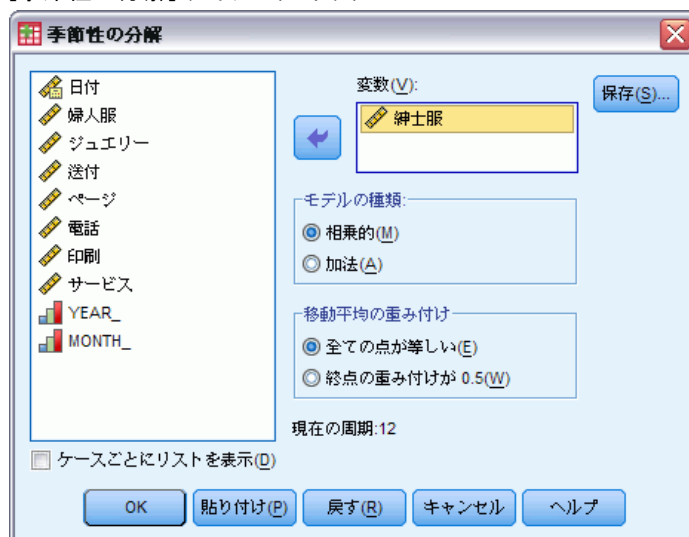 季節性の分解
日付
婦人服
ジュエリー
送付
ページ
電話
印刷
サービス
YEAR_
MONTH_
ケースごとにリストを表示(D)
変数(V):
紳士服
保存(S)...
モデルの種類:
相乗的(M)
加法(A)
移動平均の重み付け
全ての点が等しい(E)
終点の重み付けが 0.5(W)
現在の周期:12
OK
貼り付け(P)
戻す(R)
キャンセル
ヘルプ